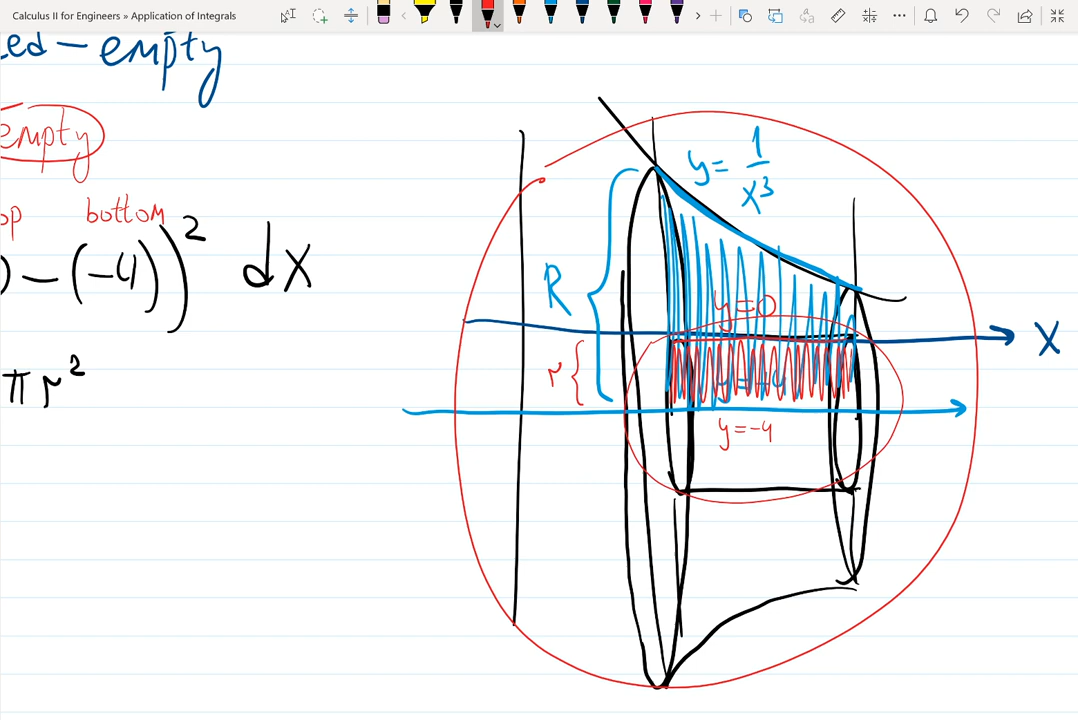 Calculus II for Engineers » Application of Integrals
ed - empty
empty
op bottom
) - (-4))² dx
πr²
y = 1/x³
R
y=0
X
r
y=-4